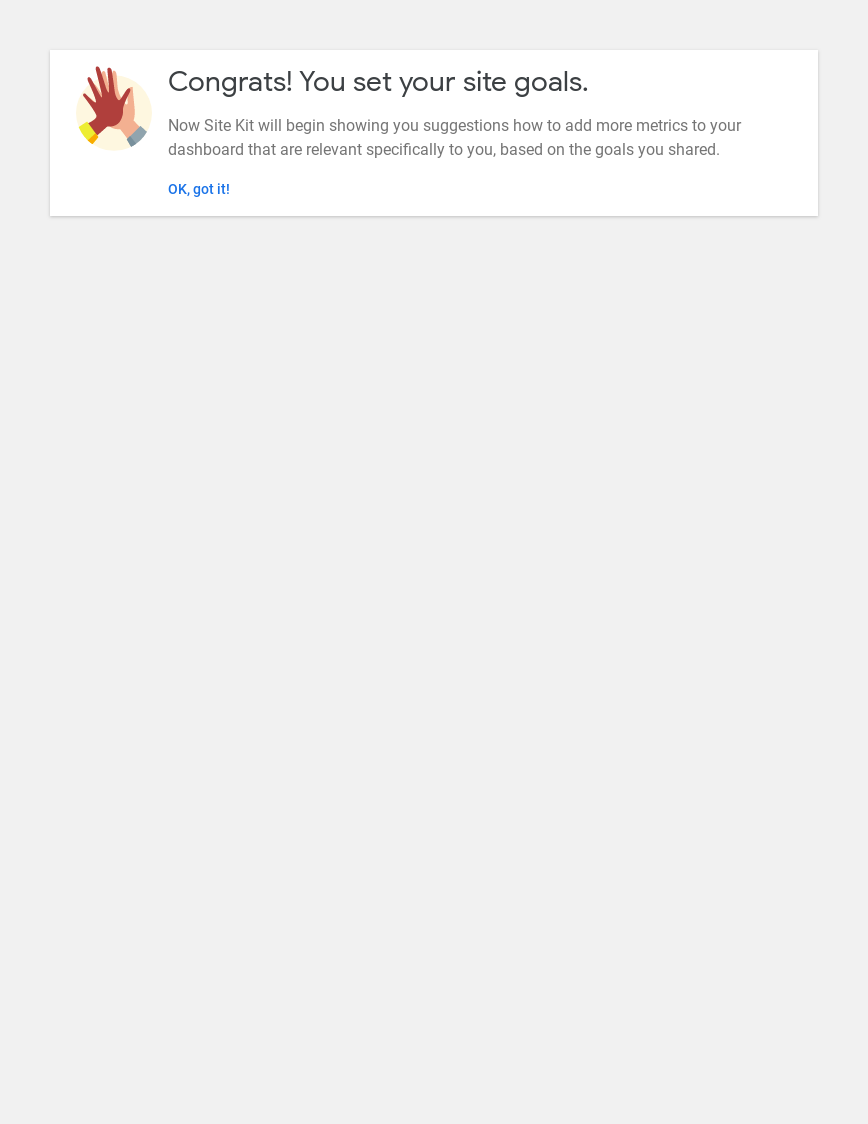 Congrats! You set your site goals.
Now Site Kit will begin showing you suggestions how to add more metrics to your
dashboard that are relevant specifically to you, based on the goals you shared.
OK, got it!